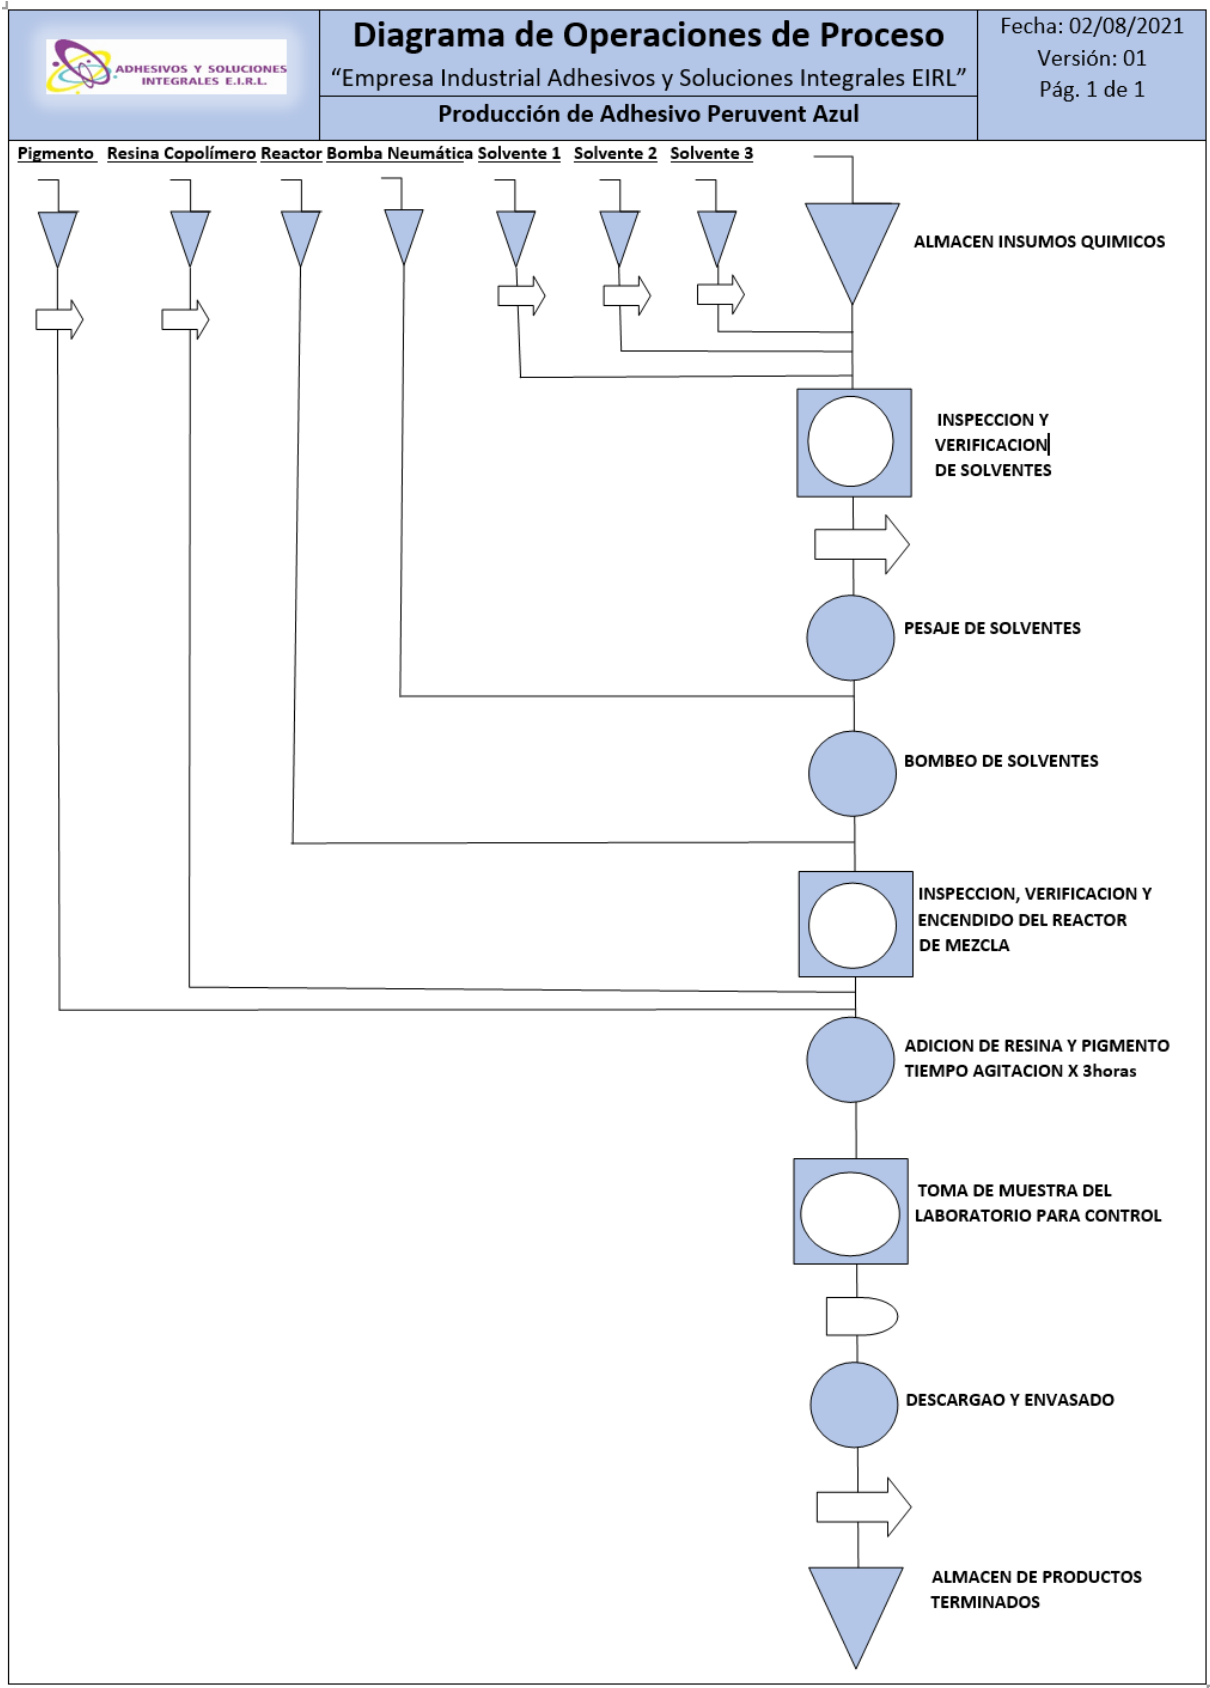 ADHESIVOS Y SOLUCIONES
INTEGRALES E.I.R.L.
Diagrama de Operaciones de Proceso
“Empresa Industrial Adhesivos y Soluciones Integrales EIRL”
Producción de Adhesivo Peruvent Azul
Fecha: 02/08/2021
Versión: 01
Pág. 1 de 1
Pigmento Resina Copolímero Reactor Bomba Neumática Solvente 1 Solvente 2 Solvente 3
ALMACEN INSUMOS QUIMICOS
INSPECCION Y
VERIFICACION
DE SOLVENTES
PESAJE DE SOLVENTES
BOMBEO DE SOLVENTES
INSPECCION, VERIFICACION Y
ENCENDIDO DEL REACTOR
DE MEZCLA
ADICION DE RESINA Y PIGMENTO
TIEMPO AGITACION X 3horas
TOMA DE MUESTRA DEL
LABORATORIO PARA CONTROL
DESCARGAO Y ENVASADO
ALMACEN DE PRODUCTOS
TERMINADOS